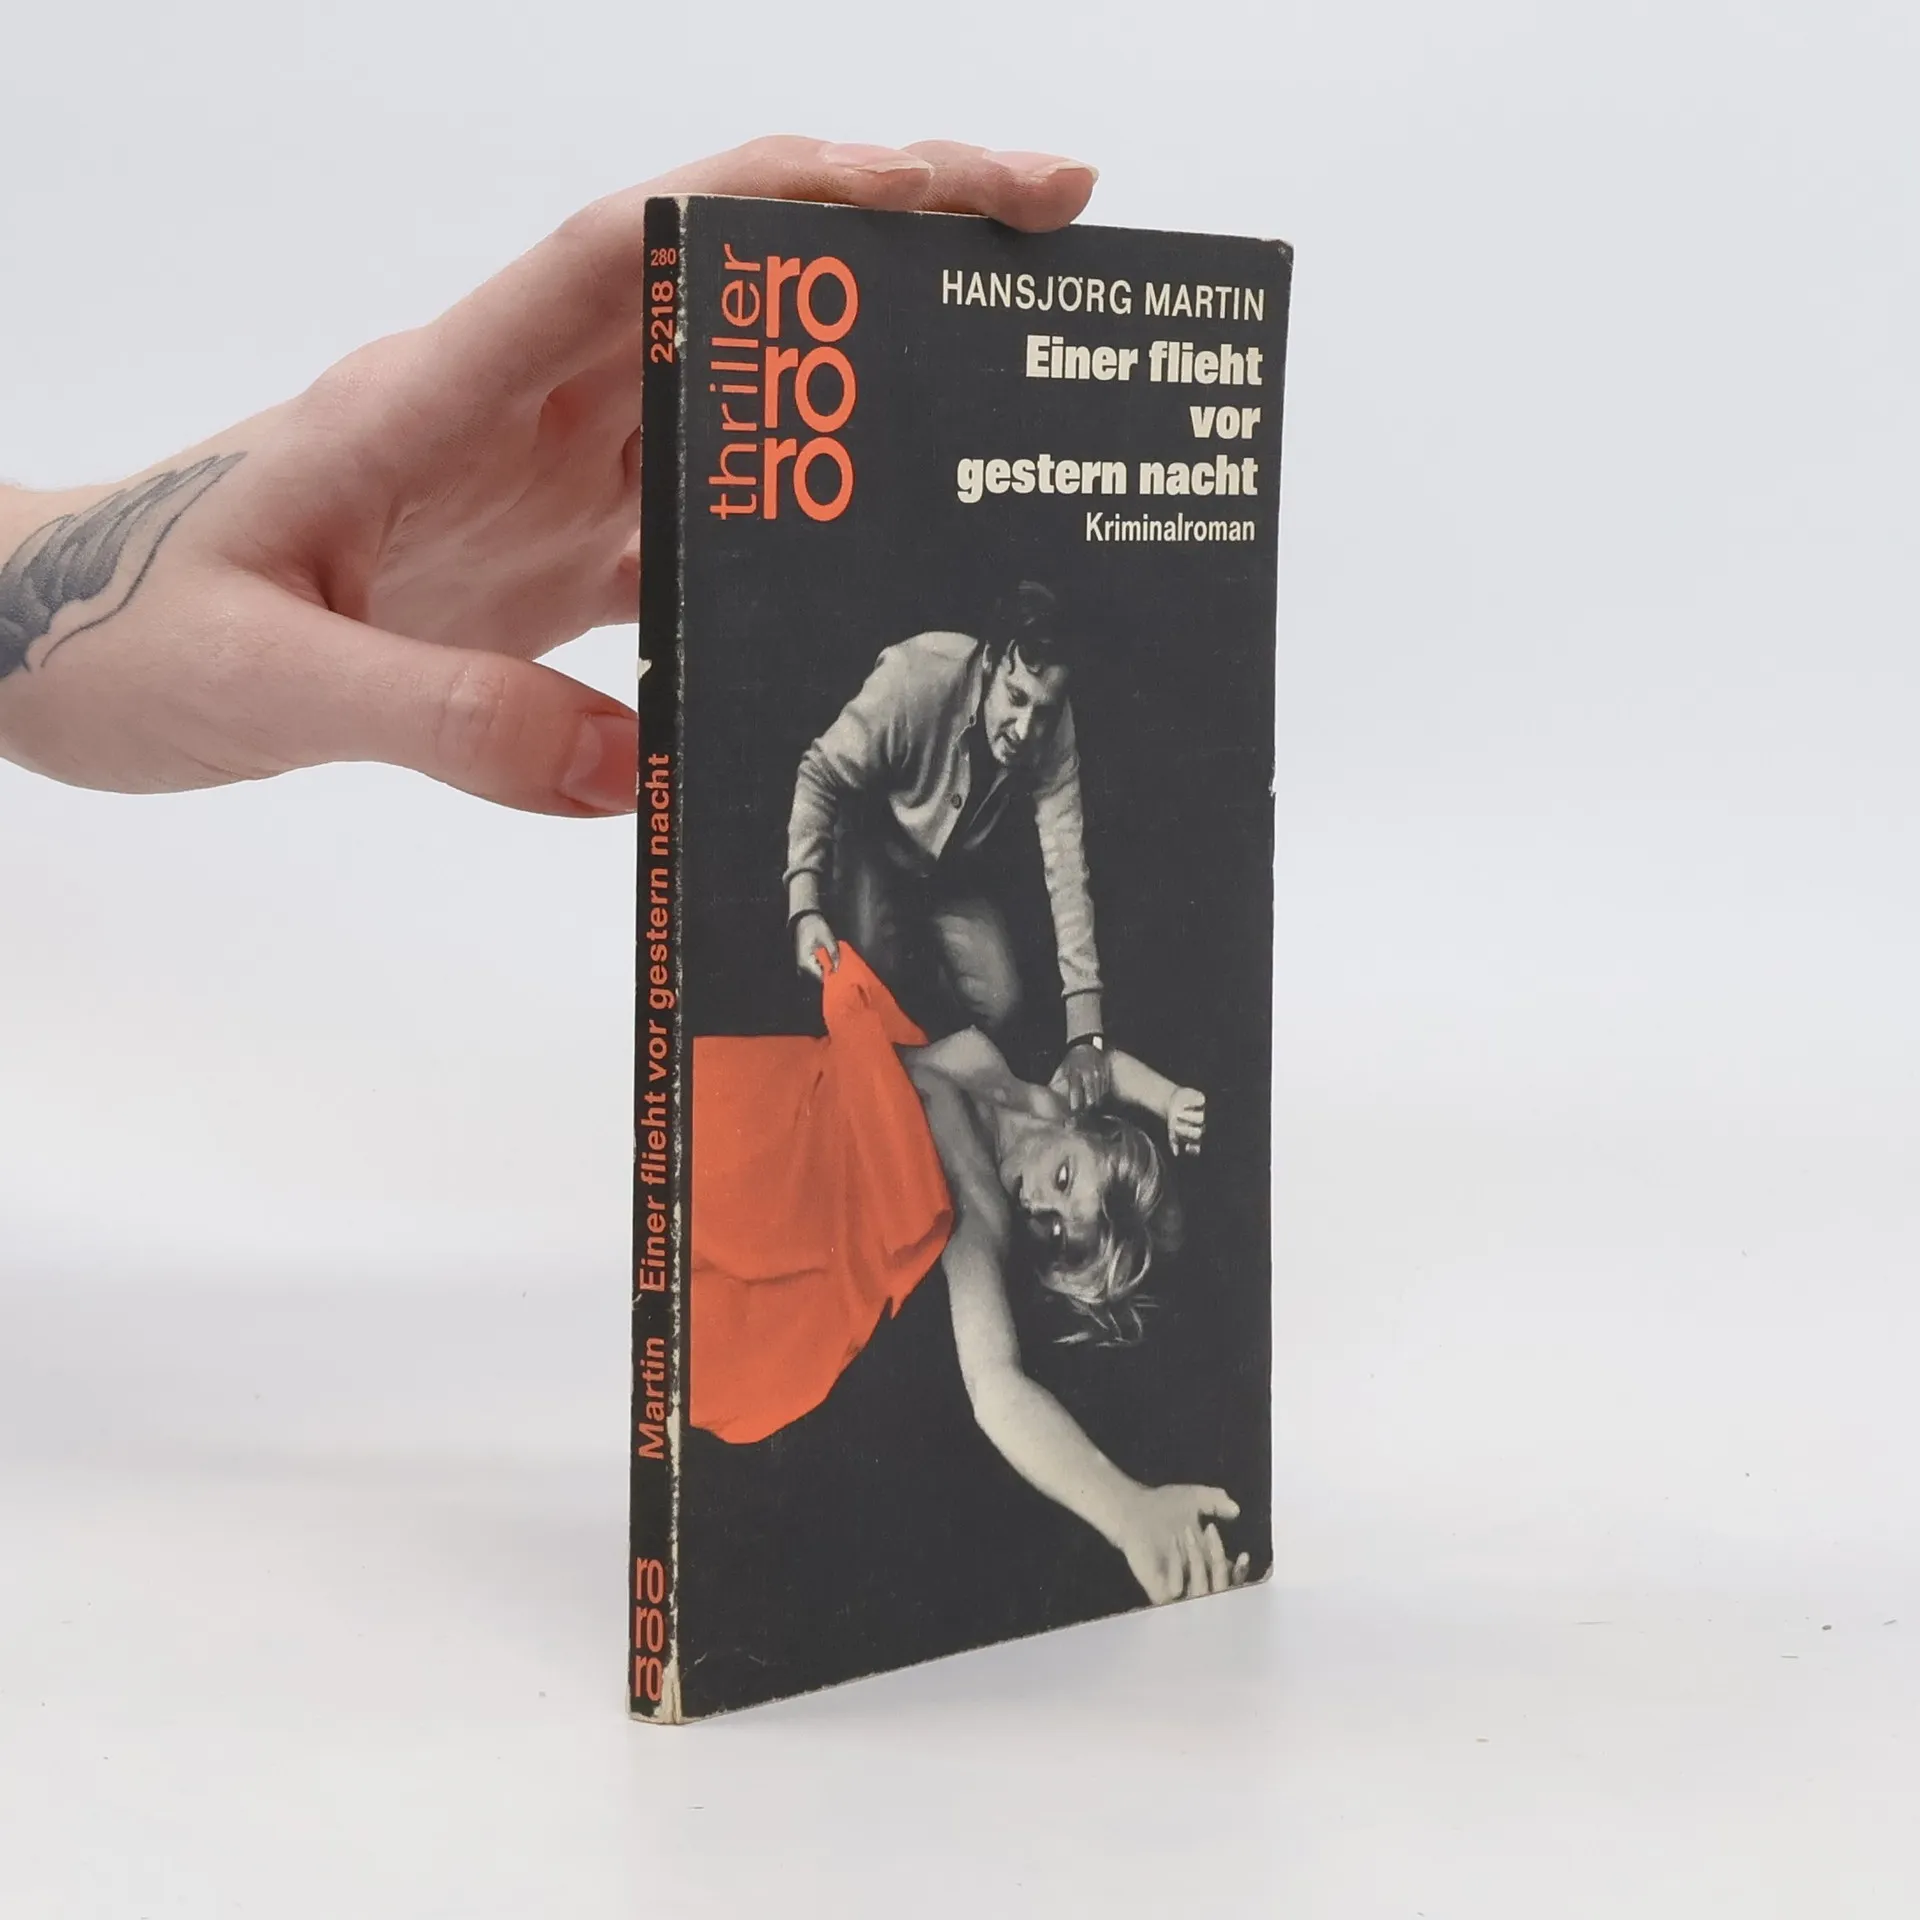 280
2218
Martin Einer flieht vor gestern nacht
ro
ro
ro
thriller
ro
ro
ro
HANSJÖRG MARTIN
Einer flieht
vor
gestern nacht
Kriminalroman